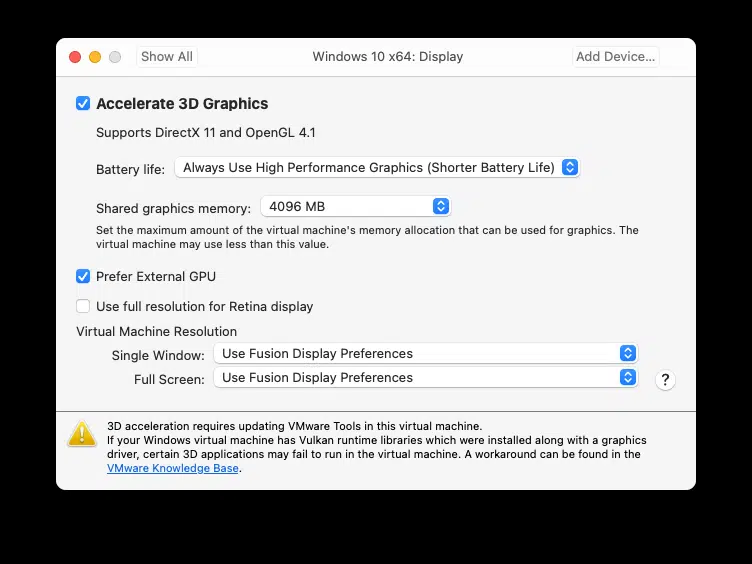 Show All Windows 10 x64: Display Add Device...
Accelerate 3D Graphics
Supports DirectX 11 and OpenGL 4.1
Battery life: Always Use High Performance Graphics (Shorter Battery Life)
Shared graphics memory: 4096 MB
Set the maximum amount of the virtual machine's memory allocation that can be used for graphics. The
virtual machine may use less than this value.
Prefer External GPU
Use full resolution for Retina display
Virtual Machine Resolution
Single Window: Use Fusion Display Preferences
Full Screen: Use Fusion Display Preferences
?
3D acceleration requires updating VMware Tools in this virtual machine.
If your Windows virtual machine has Vulkan runtime libraries which were installed along with a graphics
driver, certain 3D applications may fail to run in the virtual machine. A workaround can be found in the
VMware Knowledge Base.